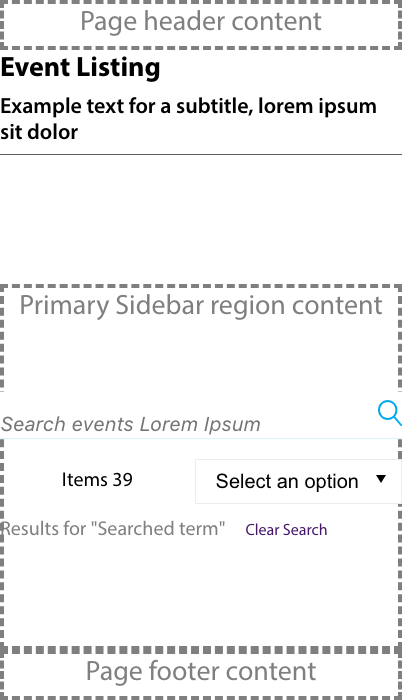 Page header content
Event Listing
Example text for a subtitle, lorem ipsum
sit dolor
Primary Sidebar region content
Search events Lorem Ipsum
Items 39
Select an option
Results for "Searched term"
Clear Search
Page footer content